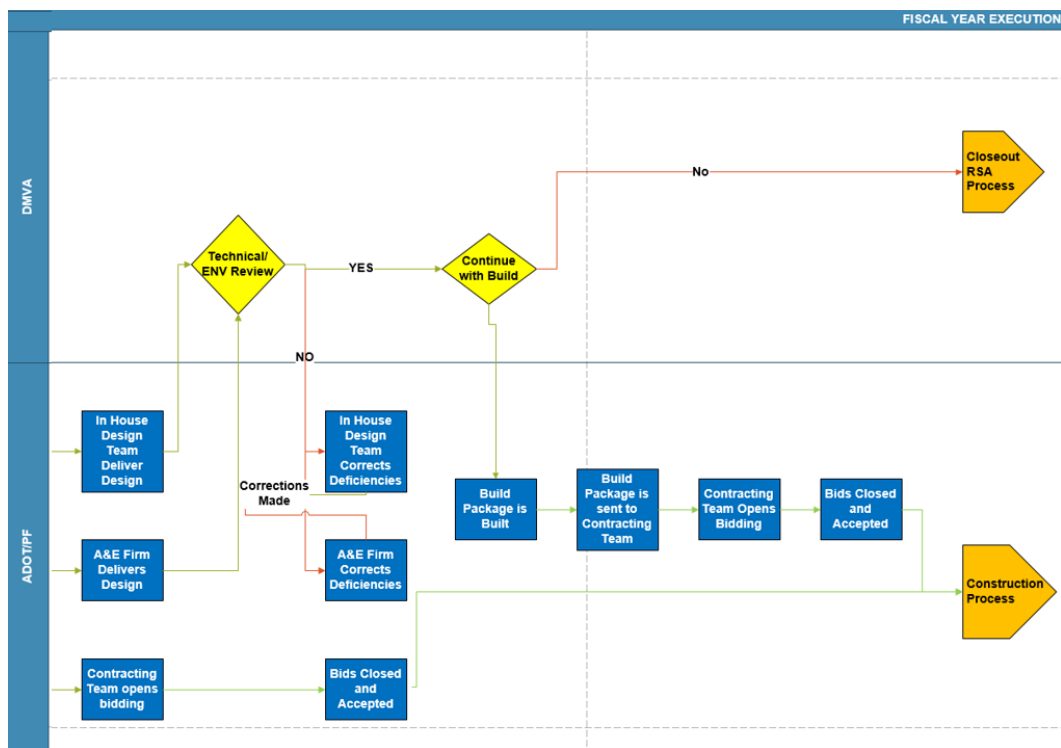 FISCAL YEAR EXECUTION
DMVA
Closeout
RSA
Process
No
Technical/
ENV Review
YES
Continue
with Build
NO
ADOT/PF
In House
Design
Team
Deliver
Design
In House
Design
Team
Corrects
Deficiencies
Corrections
Made
Build
Package is
Built
Build
Package is
sent to
Contracting
Team
Contracting
Team Opens
Bidding
Bids Closed
and
Accepted
A&E Firm
Delivers
Design
A&E Firm
Corrects
Deficiencies
Construction
Process
Contracting
Team opens
bidding
Bids Closed
and
Accepted